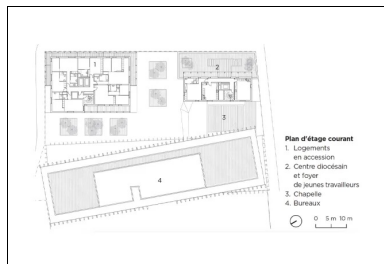 1
2
3
4
Plan d'étage courant
1. Logements
en accession
2. Centre diocésain
et foyer
de jeunes travailleurs
3. Chapelle
4. Bureaux
0 5 m 10 m